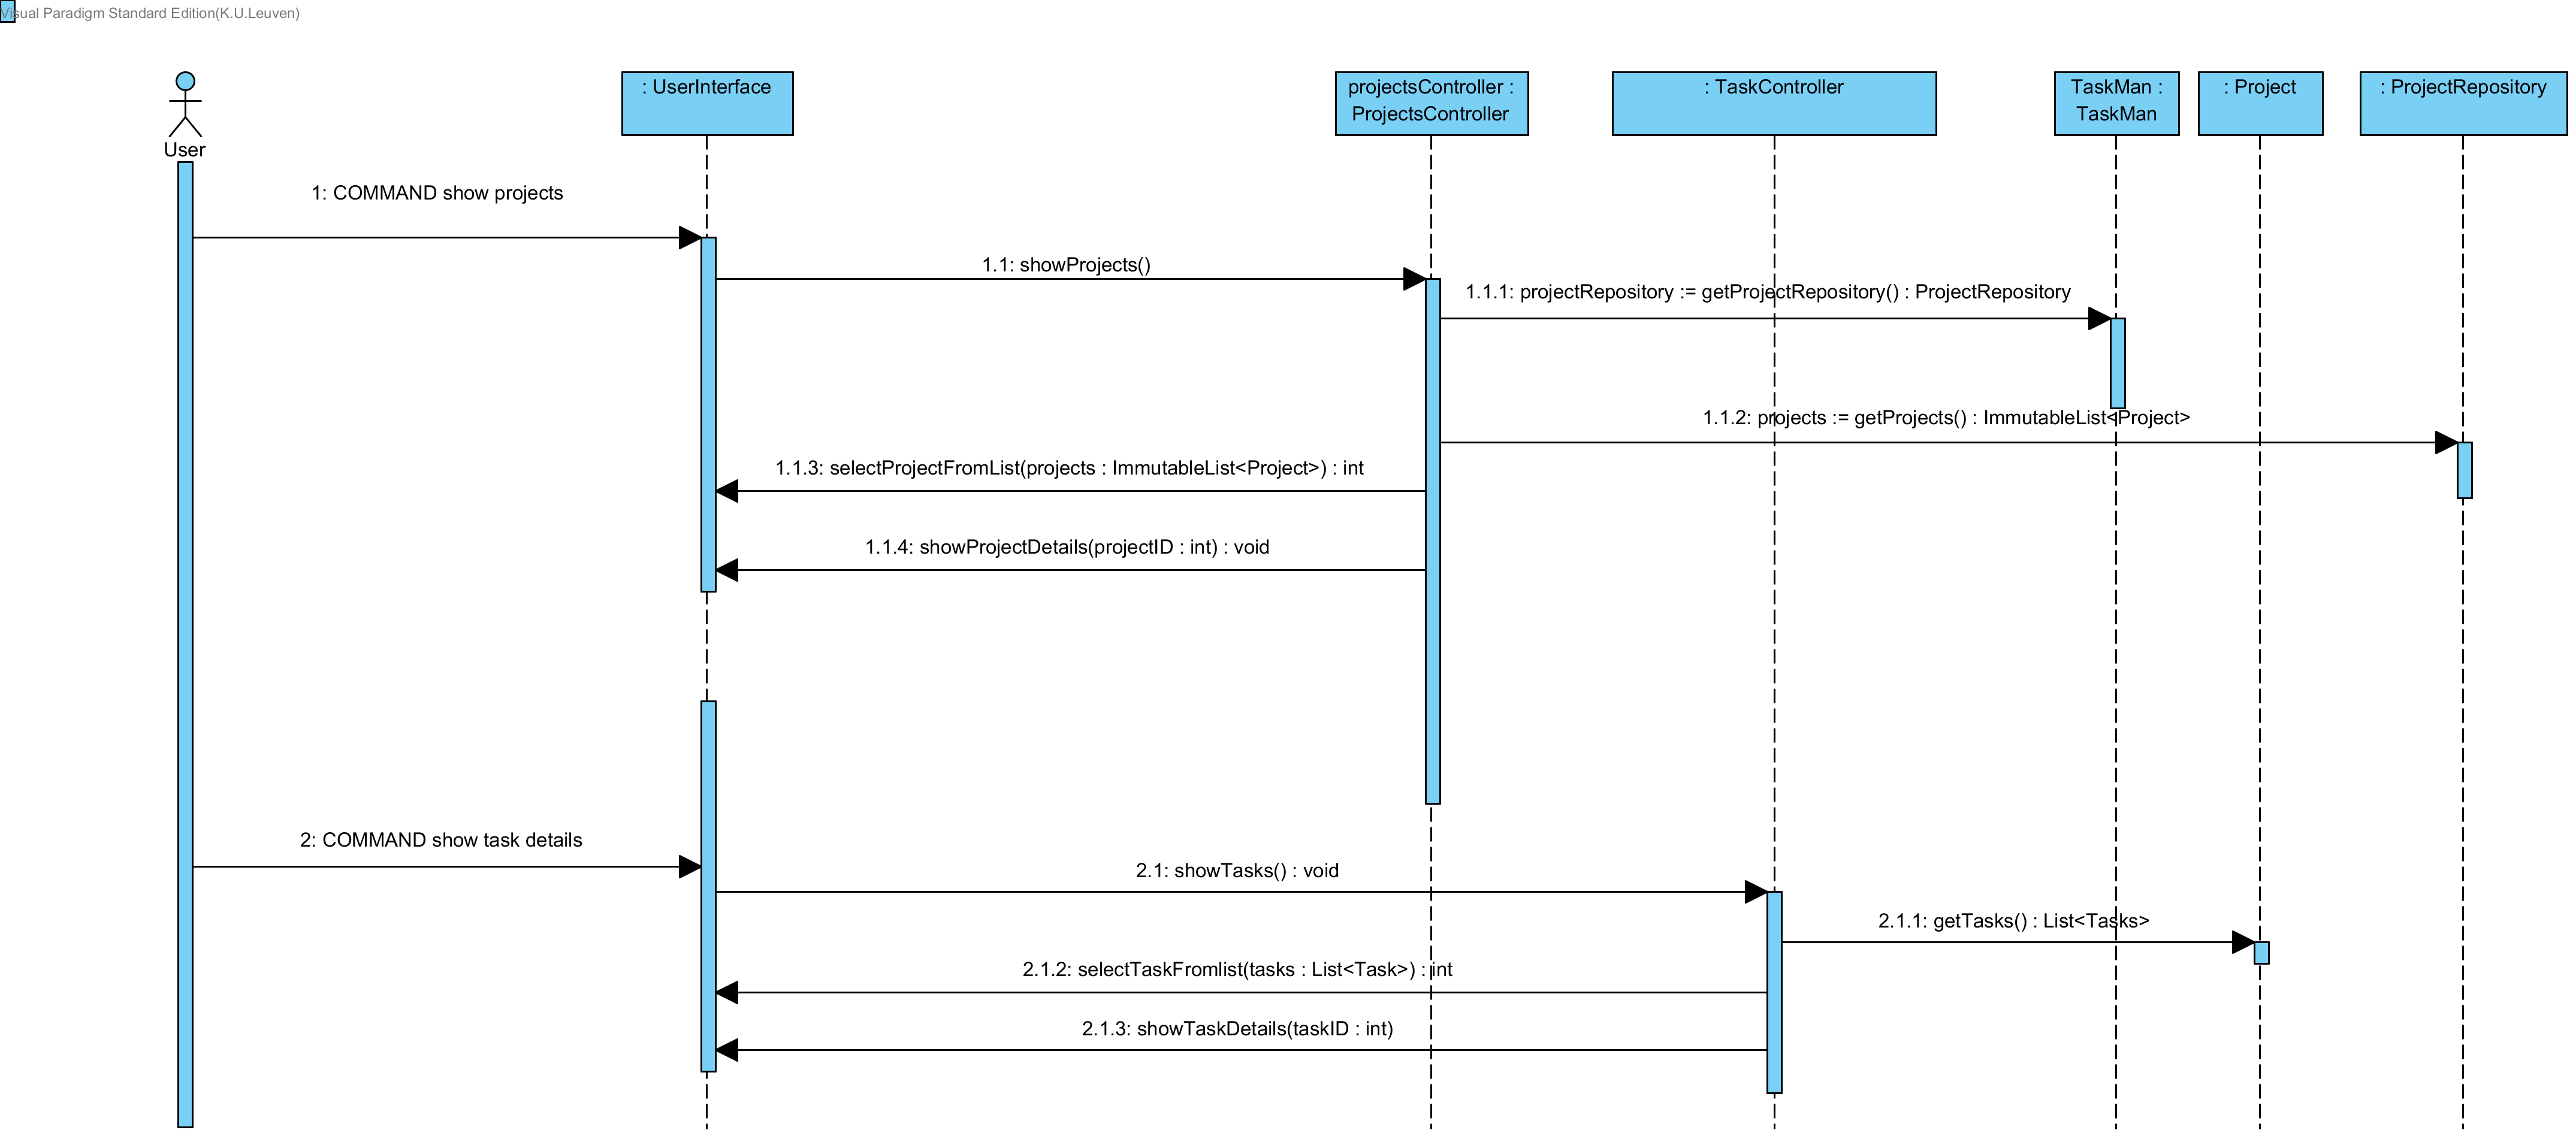 Visual Paradigm Standard Edition(K.U.Leuven)
User
: UserInterface
projectsController :
ProjectsController
: TaskController
TaskMan :
TaskMan
: Project
: ProjectRepository
1: COMMAND show projects
1.1: showProjects()
1.1.1: projectRepository := getProjectRepository() : ProjectRepository
1.1.2: projects := getProjects() : ImmutableList<Project>
1.1.3: selectProjectFromList(projects : ImmutableList<Project>) : int
1.1.4: showProjectDetails(projectID : int) : void
2: COMMAND show task details
2.1: showTasks() : void
2.1.1: getTasks() : List<Tasks>
2.1.2: selectTaskFromlist(tasks : List<Task>) : int
2.1.3: showTaskDetails(taskID : int)